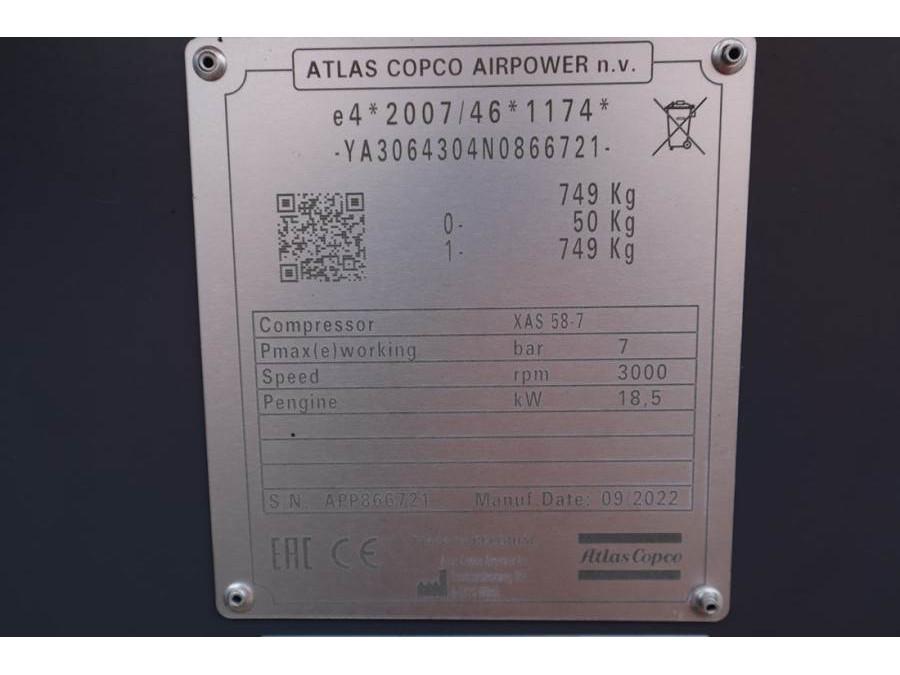 ATLAS COPCO AIRPOWER n.v.
e4*2007/46*1174*
-YA3064304N0866721-
749 Kg
0- 50 Kg
1- 749 Kg
Compressor XAS 58-7
Pmax(e)working bar 7
Speed rpm 3000
Pengine kW 18,5
S.N. APP866721 Manuf.Date: 09/2022
EAC CE
Atlas Copco